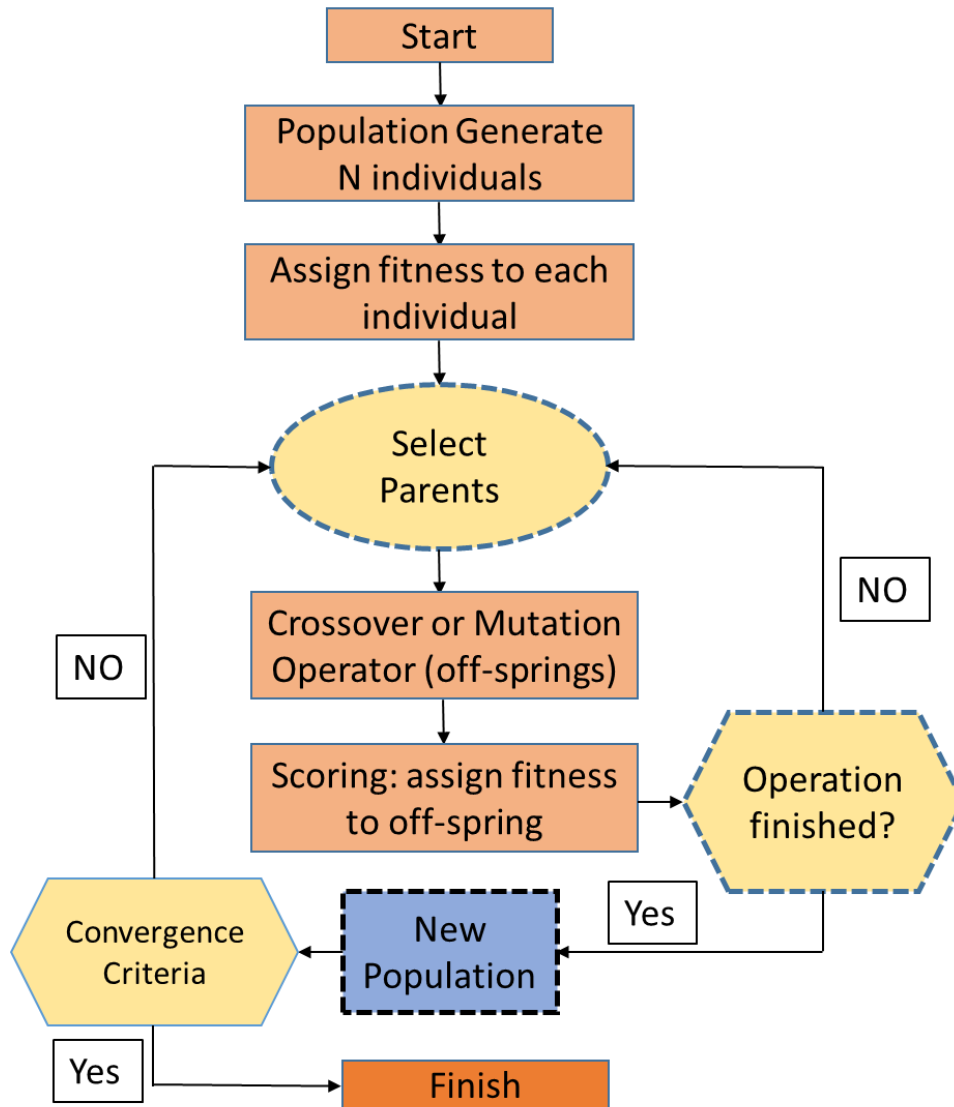 Start
Population Generate
N individuals
Assign fitness to each
individual
Select
Parents
NO
Crossover or Mutation
Operator (off-springs)
NO
Scoring: assign fitness
to off-spring
Operation
finished?
Yes
New
Population
Convergence
Criteria
Yes
Finish